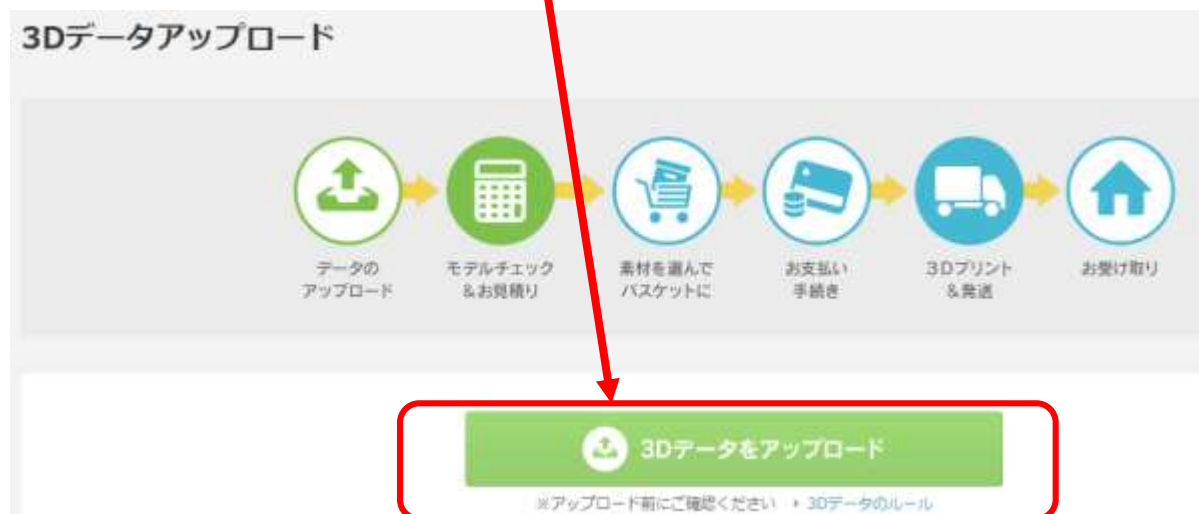 3Dデータアップロード
データの
アップロード
モデルチェック
&お見積り
素材を選んで
バスケットに
お支払い
手続き
3Dプリント
&発送
お受け取り
3Dデータをアップロード
※アップロード前にご確認ください ▸ 3Dデータのルール